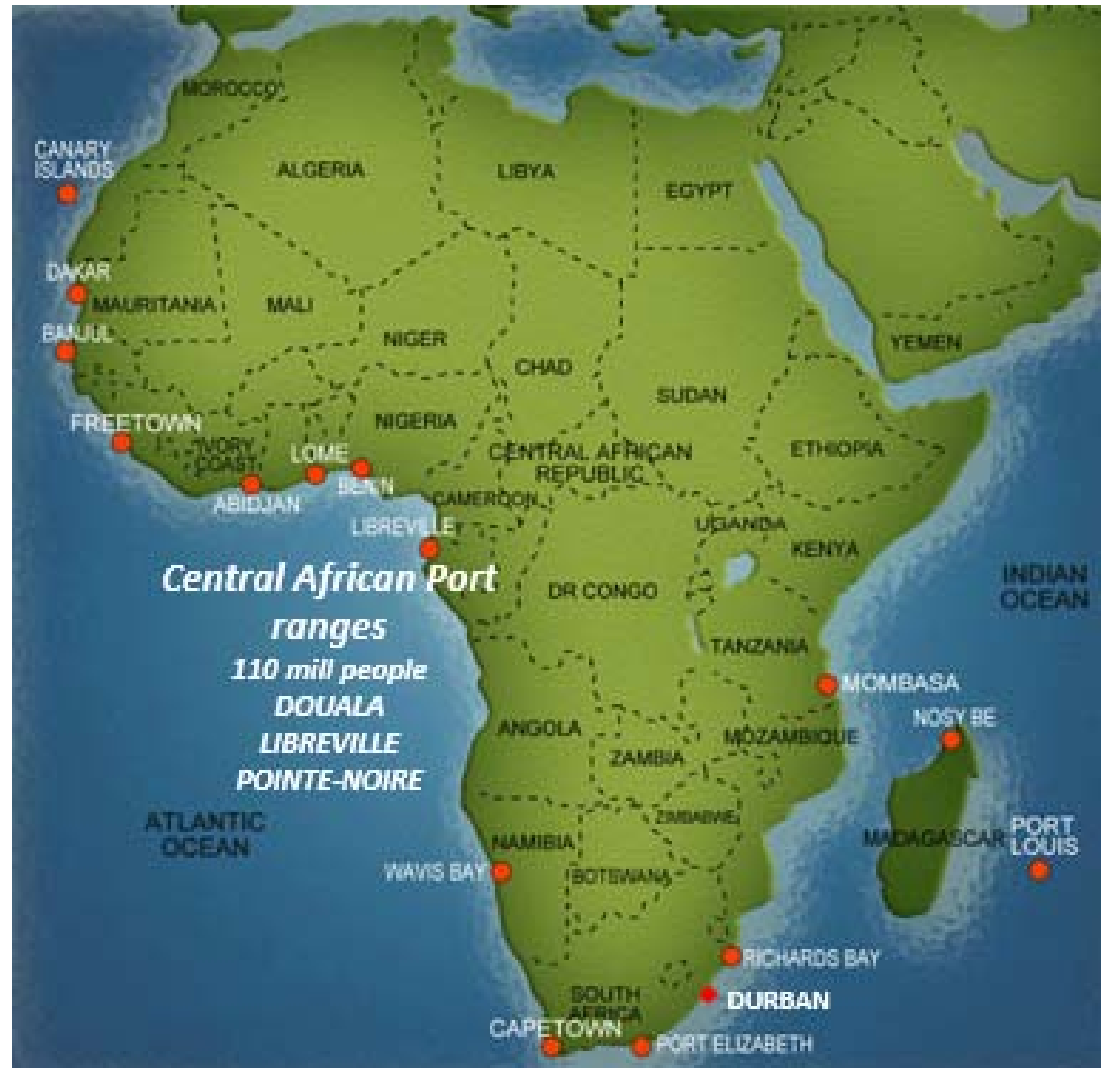 MOROCCO
CANARY
ISLANDS
ALGERIA
LIBYA
EGYPT
DAKAR
MAURITANIA
MALI
BANJUL
NIGER
YEMEN
CHAD
SUDAN
FREETOWN
NIGERIA
IVORY
COAST
LOME
CENTRAL AFRICAN
REPUBLIC
ETHIOPIA
BENIN
ABIDJAN
CAMEROON
LIBREVILLE
UGANDA
KENYA
Central African Port
ranges
110 mill people
DOUALA
LIBREVILLE
POINTE-NOIRE
DR CONGO
INDIAN
OCEAN
TANZANIA
MOMBASA
NOSY BE
ANGOLA
MOZAMBIQUE
ZAMBIA
ATLANTIC
OCEAN
ZIMBABWE
NAMIBIA
MADAGASCAR
PORT
LOUIS
WAVIS BAY
BOTSWANA
RICHARDS BAY
SOUTH
AFRICA
DURBAN
CAPETOWN
PORT ELIZABETH